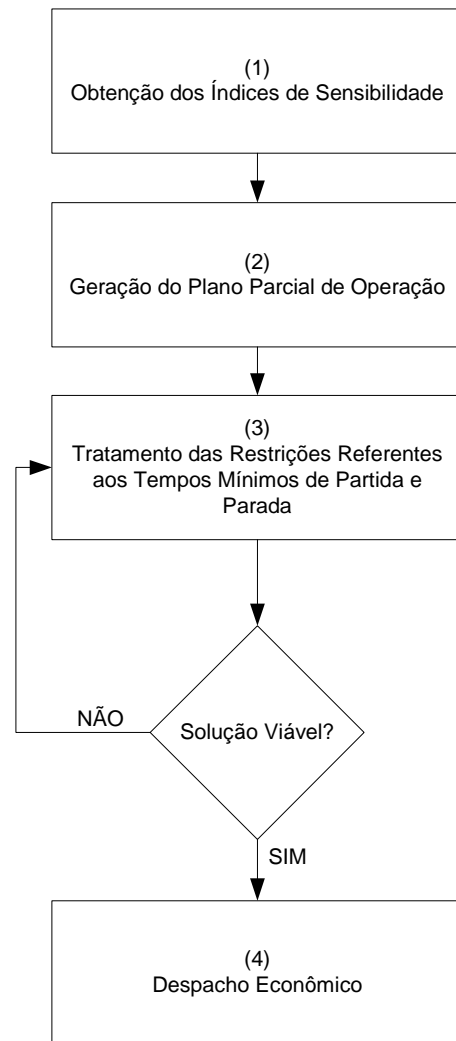 (1)
Obtenção dos Índices de Sensibilidade
(2)
Geração do Plano Parcial de Operação
(3)
Tratamento das Restrições Referentes
aos Tempos Mínimos de Partida e
Parada
NÃO
Solução Viável?
SIM
(4)
Despacho Econômico